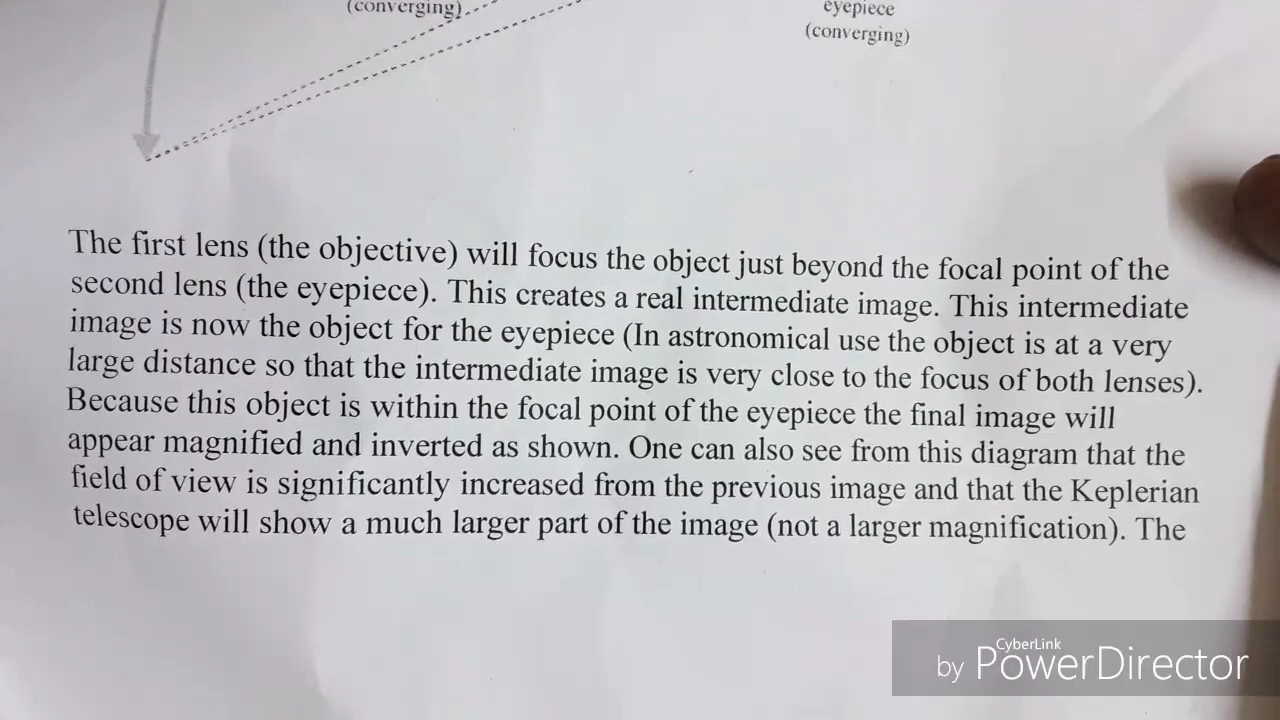 (converging)
eyepiece
(converging)
The first lens (the objective) will focus the object just beyond the focal point of the
second lens (the eyepiece). This creates a real intermediate image. This intermediate
image is now the object for the eyepiece (In astronomical use the object is at a very
large distance so that the intermediate image is very close to the focus of both lenses).
Because this object is within the focal point of the eyepiece the final image will
appear magnified and inverted as shown. One can also see from this diagram that the
field of view is significantly increased from the previous image and that the Keplerian
telescope will show a much larger part of the image (not a larger magnification). The
CyberLink
by PowerDirector